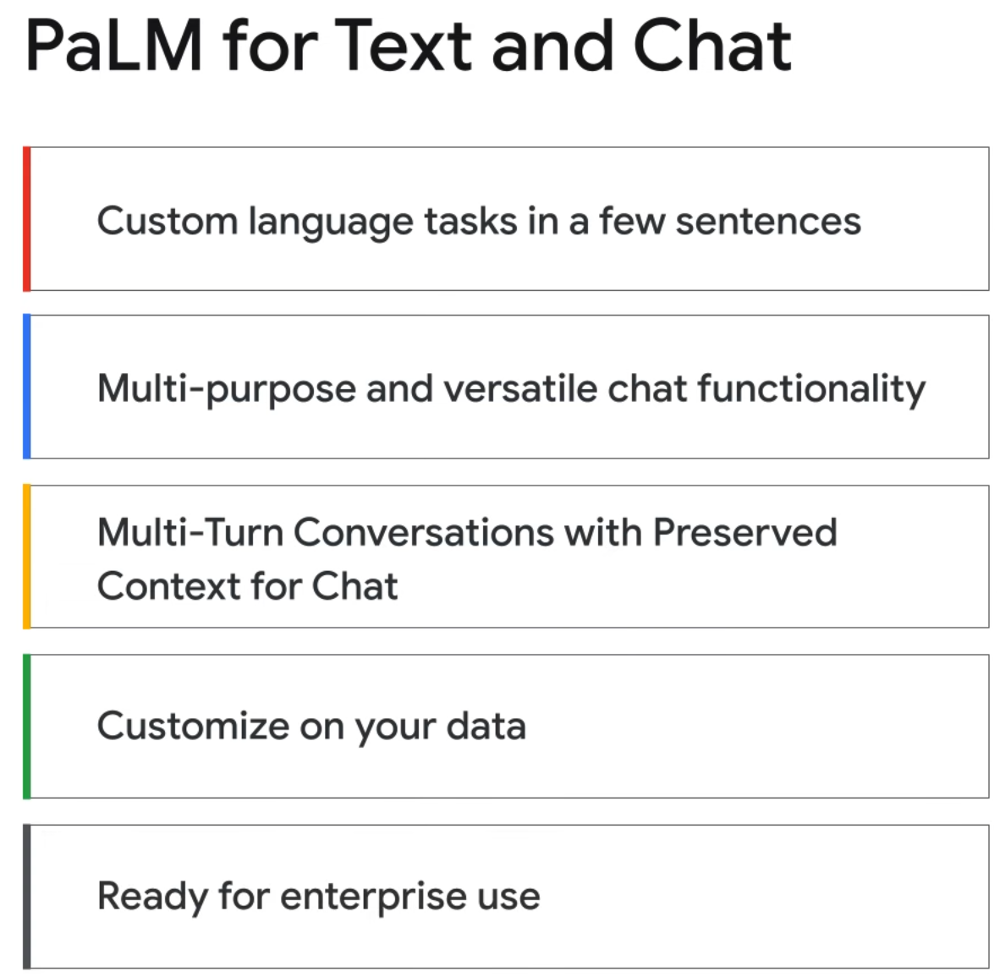 PaLM for Text and Chat
Custom language tasks in a few sentences
Multi-purpose and versatile chat functionality
Multi-Turn Conversations with Preserved
Context for Chat
Customize on your data
Ready for enterprise use